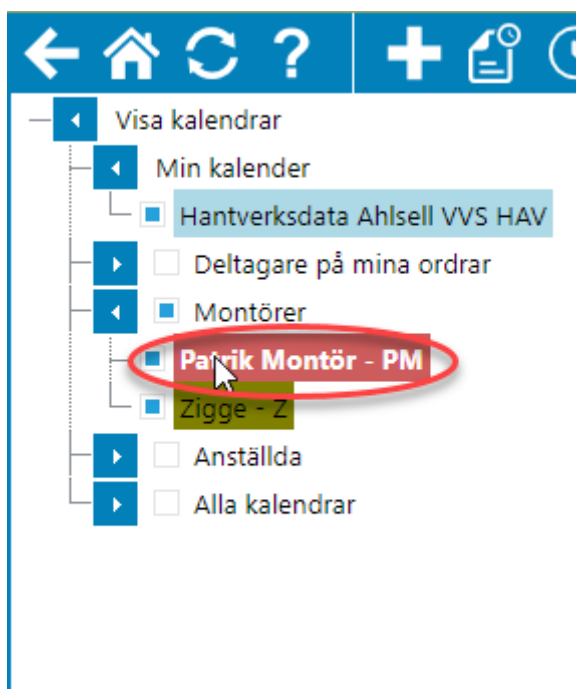 ?
Visa kalendrar
Min kalender
Hantverksdata Ahlsell VVS HAV
Deltagare på mina ordrar
Montörer
Patrik Montör - PM
Zigge - Z
Anställda
Alla kalendrar